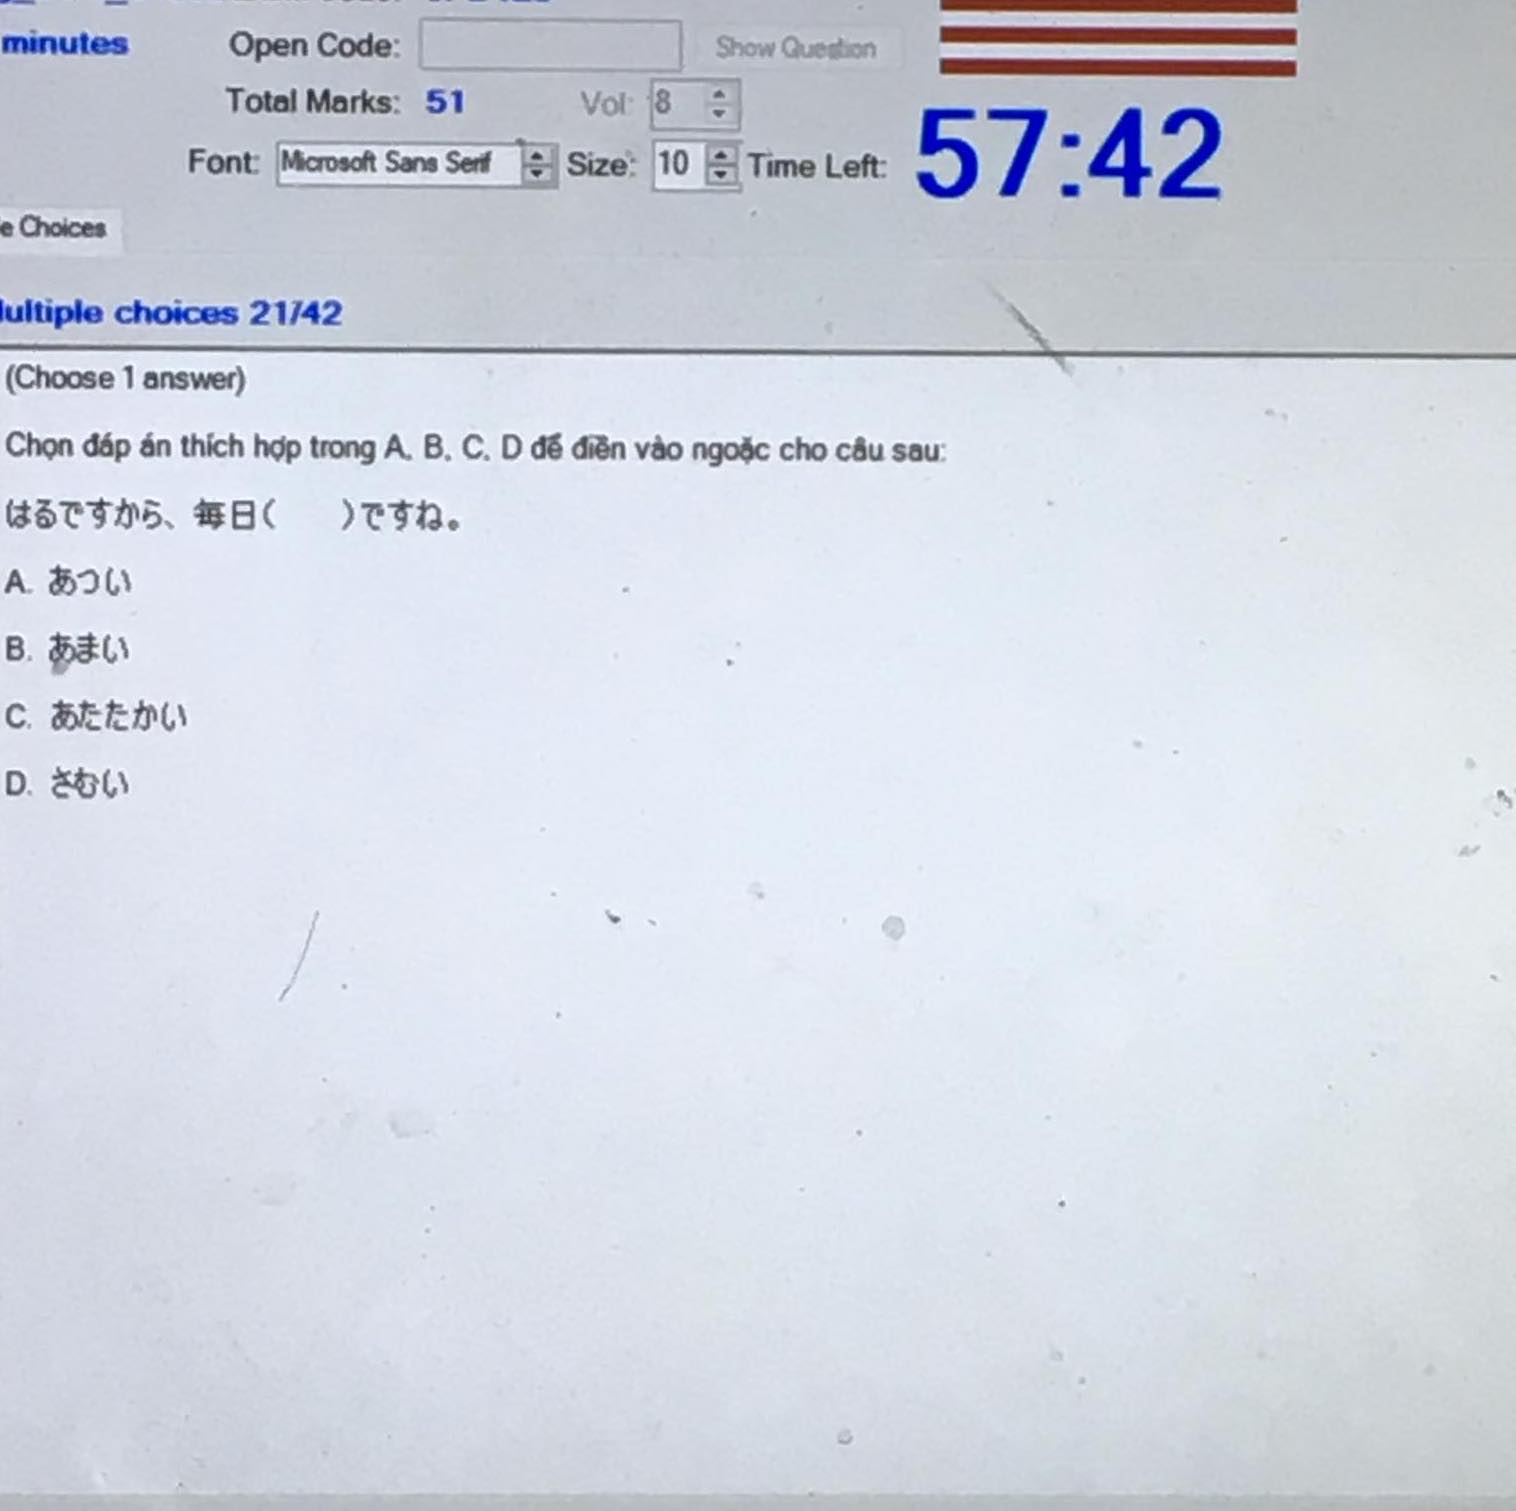 minutes
Open Code:
Show Question
Total Marks: 51
Vol: 8
Font: Microsoft Sans Serif
Size: 10
Time Left: 57:42
e Choices
ultiple choices 21/42
(Choose 1 answer)
Chọn đáp án thích hợp trong A, B, C, D để điền vào ngoặc cho câu sau:
はるですから、毎日(　　)ですね。
A. あつい
B. あまい
C. あたたかい
D. さむい